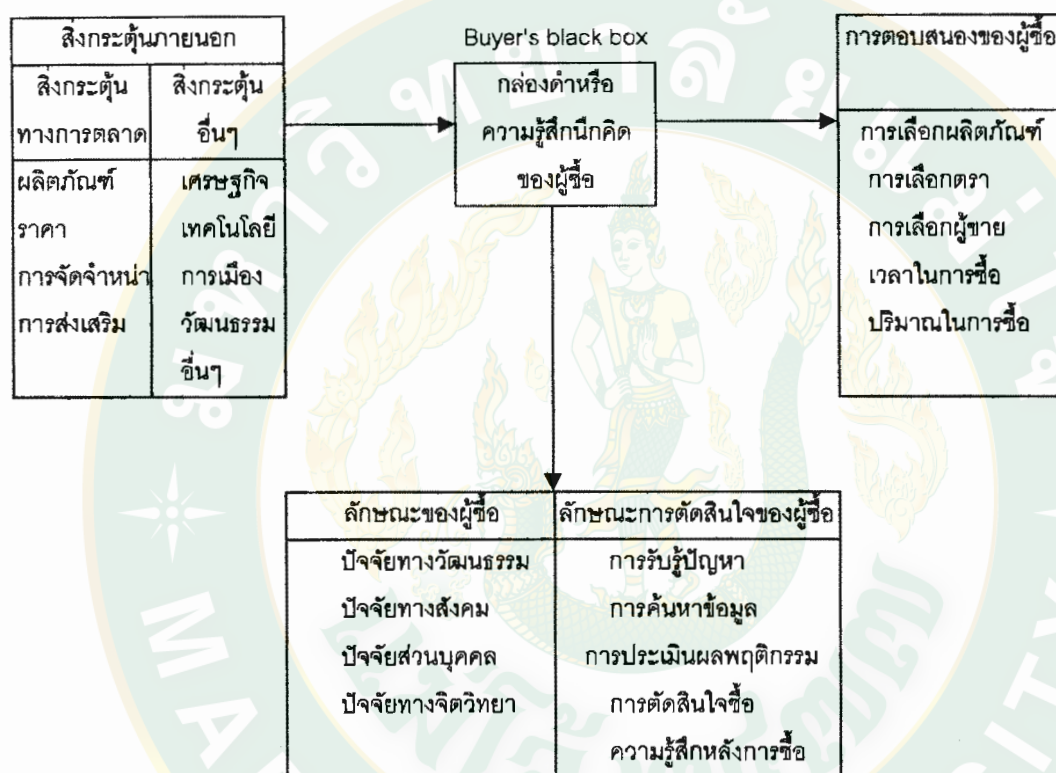 สิ่งกระตุ้นภายนอก
สิ่งกระตุ้น
ทางการตลาด
สิ่งกระตุ้น
อื่นๆ
ผลิตภัณฑ์
ราคา
การจัดจำหน่า
การส่งเสริม
เศรษฐกิจ
เทคโนโลยี
การเมือง
วัฒนธรรม
อื่นๆ
Buyer's black box
กล่องดำหรือ
ความรู้สึกนึกคิด
ของผู้ซื้อ
การตอบสนองของผู้ซื้อ
การเลือกผลิตภัณฑ์
การเลือกตรา
การเลือกผู้ขาย
เวลาในการซื้อ
ปริมาณในการซื้อ
ลักษณะของผู้ซื้อ
ปัจจัยทางวัฒนธรรม
ปัจจัยทางสังคม
ปัจจัยส่วนบุคคล
ปัจจัยทางจิตวิทยา
ลักษณะการตัดสินใจของผู้ซื้อ
การรับรู้ปัญหา
การค้นหาข้อมูล
การประเมินผลพฤติกรรม
การตัดสินใจซื้อ
ความรู้สึกหลังการซื้อ